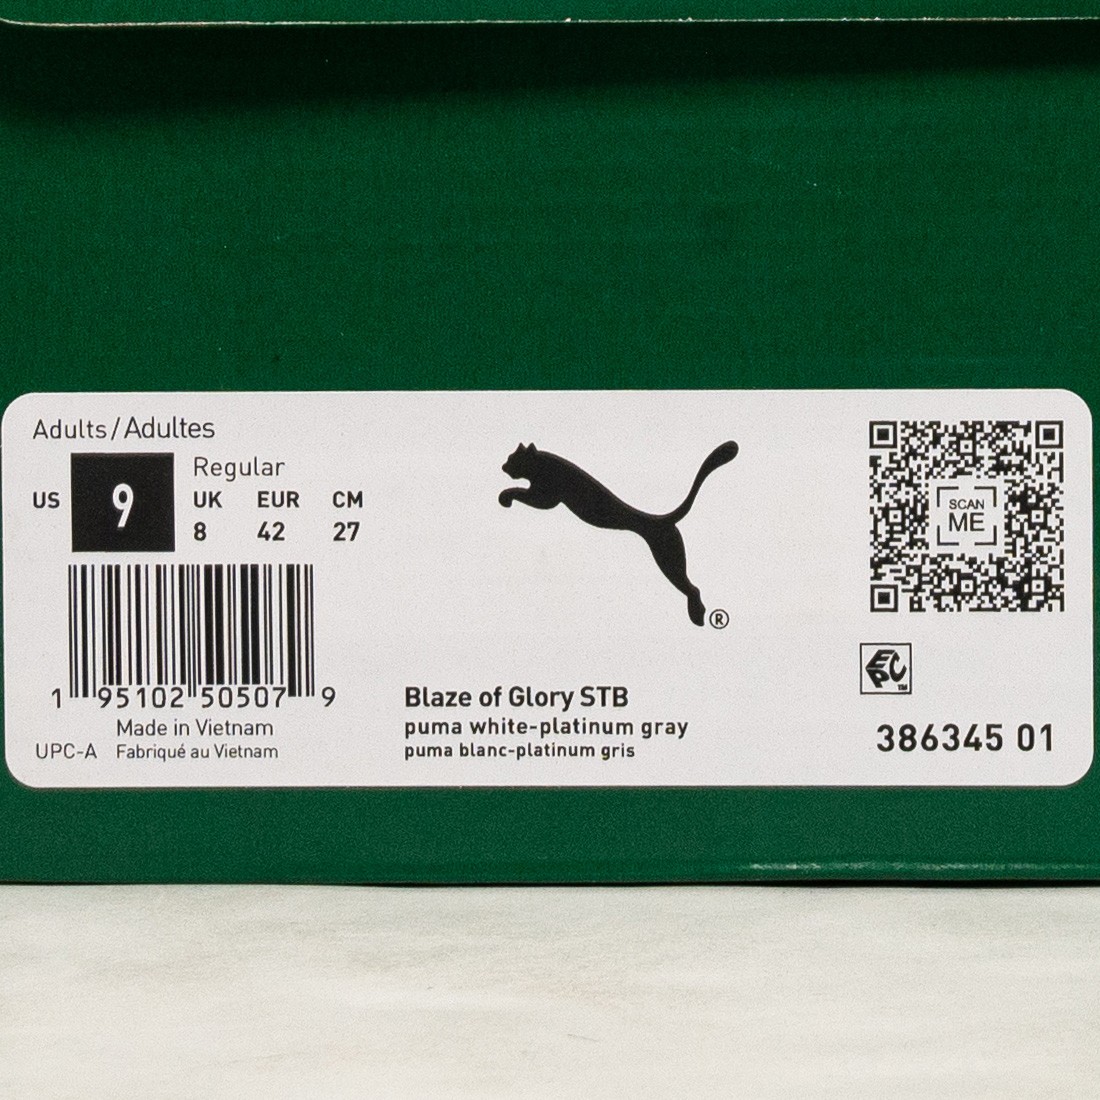 Adults/Adultes
US 9
Regular
UK EUR CM
8 42 27
1 95102 50507 9
Made in Vietnam
UPC-A Fabriqué au Vietnam
®
Blaze of Glory STB
puma white-platinum gray
puma blanc-platinum gris
SCAN
ME
EPC™
386345 01